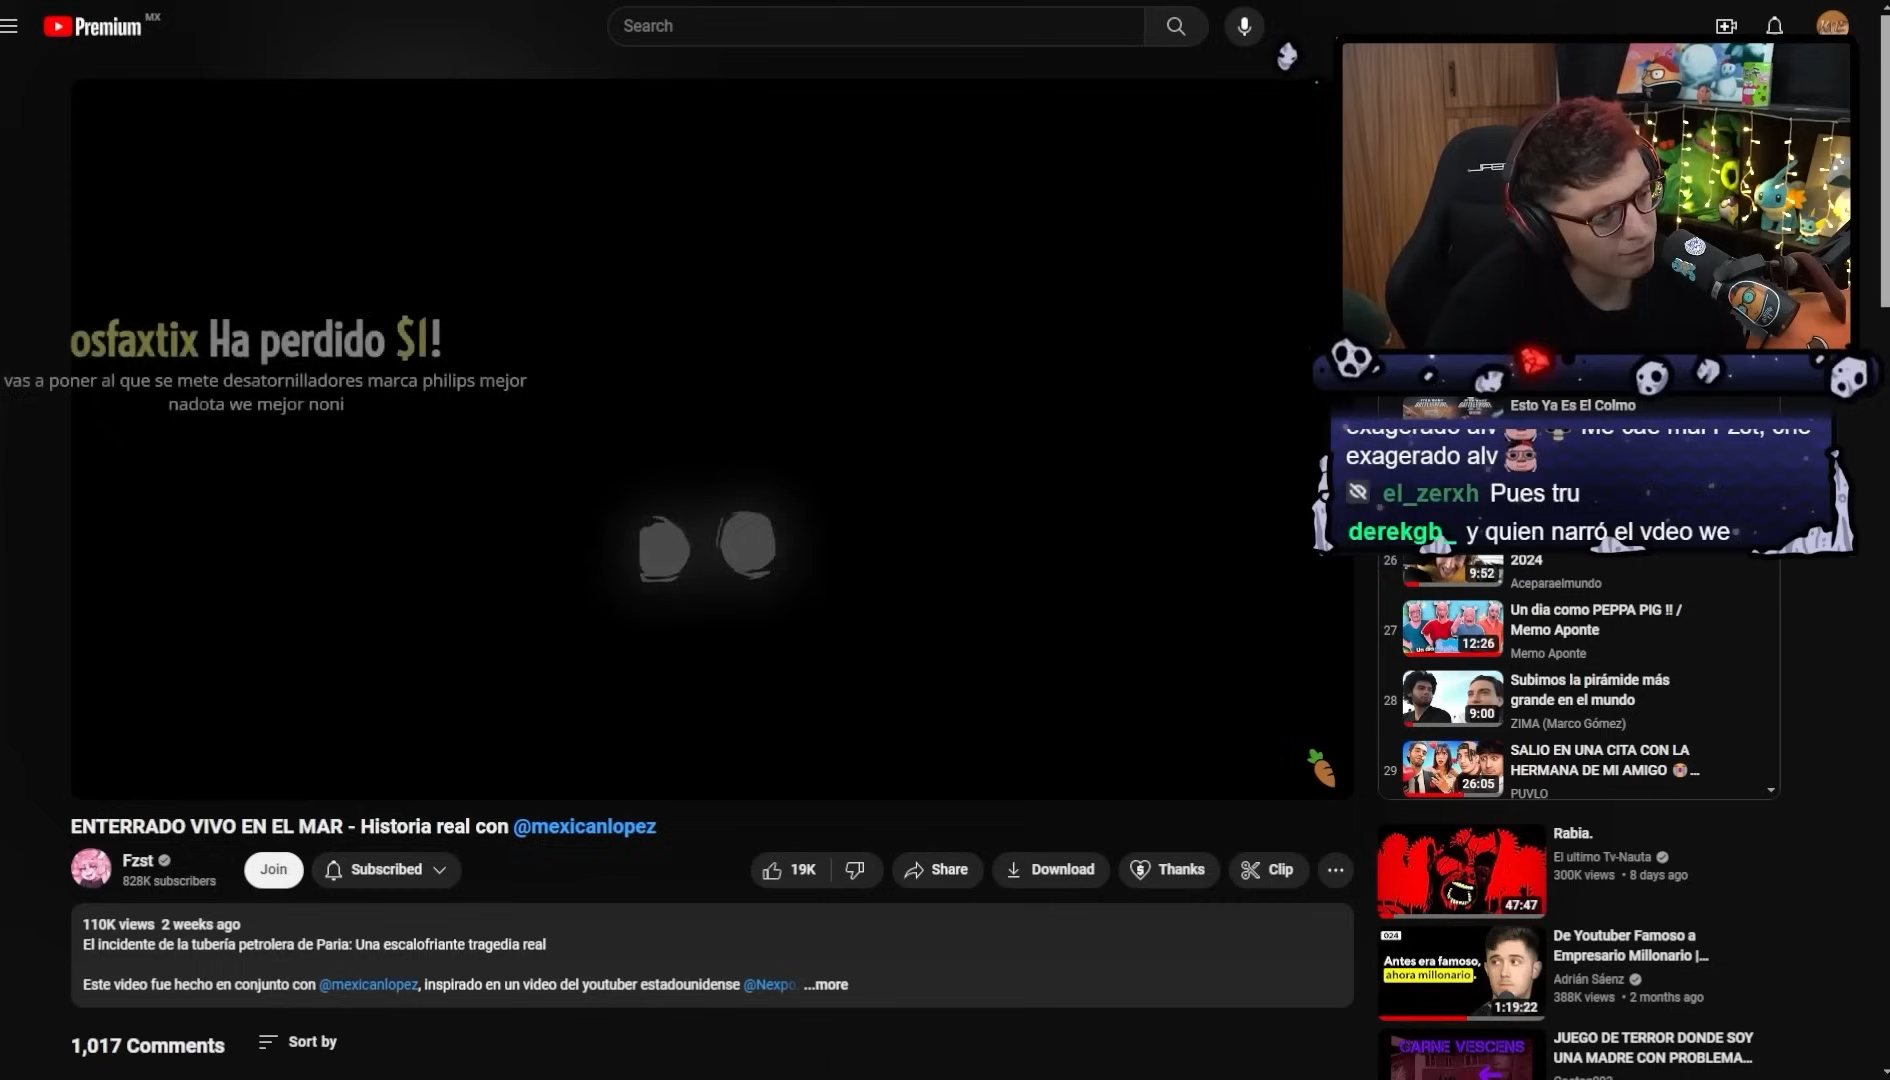 Premium MX
Search
osfaxtix Ha perdido $1!
vas a poner al que se mete desatornilladores marca philips mejor
nadota we mejor noni
Esto Ya Es El Colmo
exagerado alv
el_zerxh Pues tru
derekgb_ y quien narró el vdeo we
26
9:52
2024
Aceparaelmundo
27
12:26
Un dia como PEPPA PIG !! /
Memo Aponte
Memo Aponte
28
9:00
Subimos la pirámide más
grande en el mundo
ZIMA (Marco Gómez)
29
26:05
SALIO EN UNA CITA CON LA
HERMANA DE MI AMIGO 😭...
PUVLO
ENTERRADO VIVO EN EL MAR - Historia real con @mexicanlopez
Fzst
828K subscribers
Join
Subscribed
19K
Share
Download
Thanks
Clip
110K views 2 weeks ago
El incidente de la tubería petrolera de Paria: Una escalofriante tragedia real
Este video fue hecho en conjunto con @mexicanlopez, inspirado en un video del youtuber estadounidense @Nexpo ...more
1,017 Comments
Sort by
47:47
Rabia.
El ultimo Tv-Nauta
300K views • 8 days ago
024
Antes era famoso,
ahora millonario.
1:19:22
De Youtuber Famoso a
Empresario Millonario |...
Adrián Sáenz
388K views • 2 months ago
CARNE VESCENS
JUEGO DE TERROR DONDE SOY
UNA MADRE CON PROBLEMA...